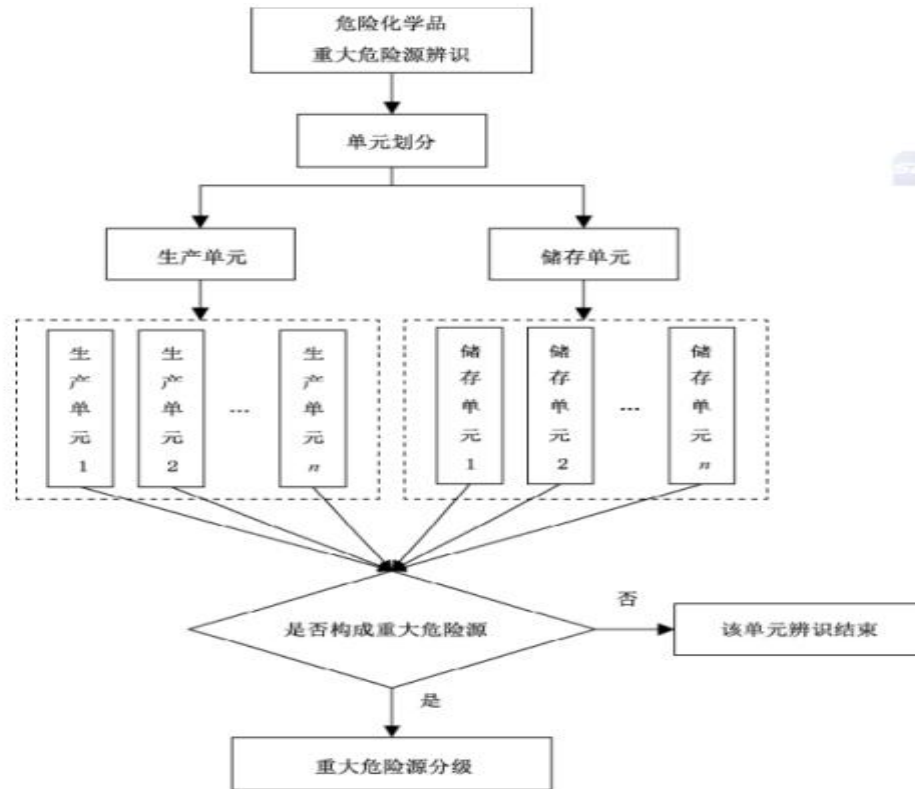 危险化学品
重大危险源辨识
单元划分
生产单元
储存单元
生产单元1
生产单元2
...
生产单元n
储存单元1
储存单元2
...
储存单元n
是否构成重大危险源
否
该单元辨识结束
是
重大危险源分级